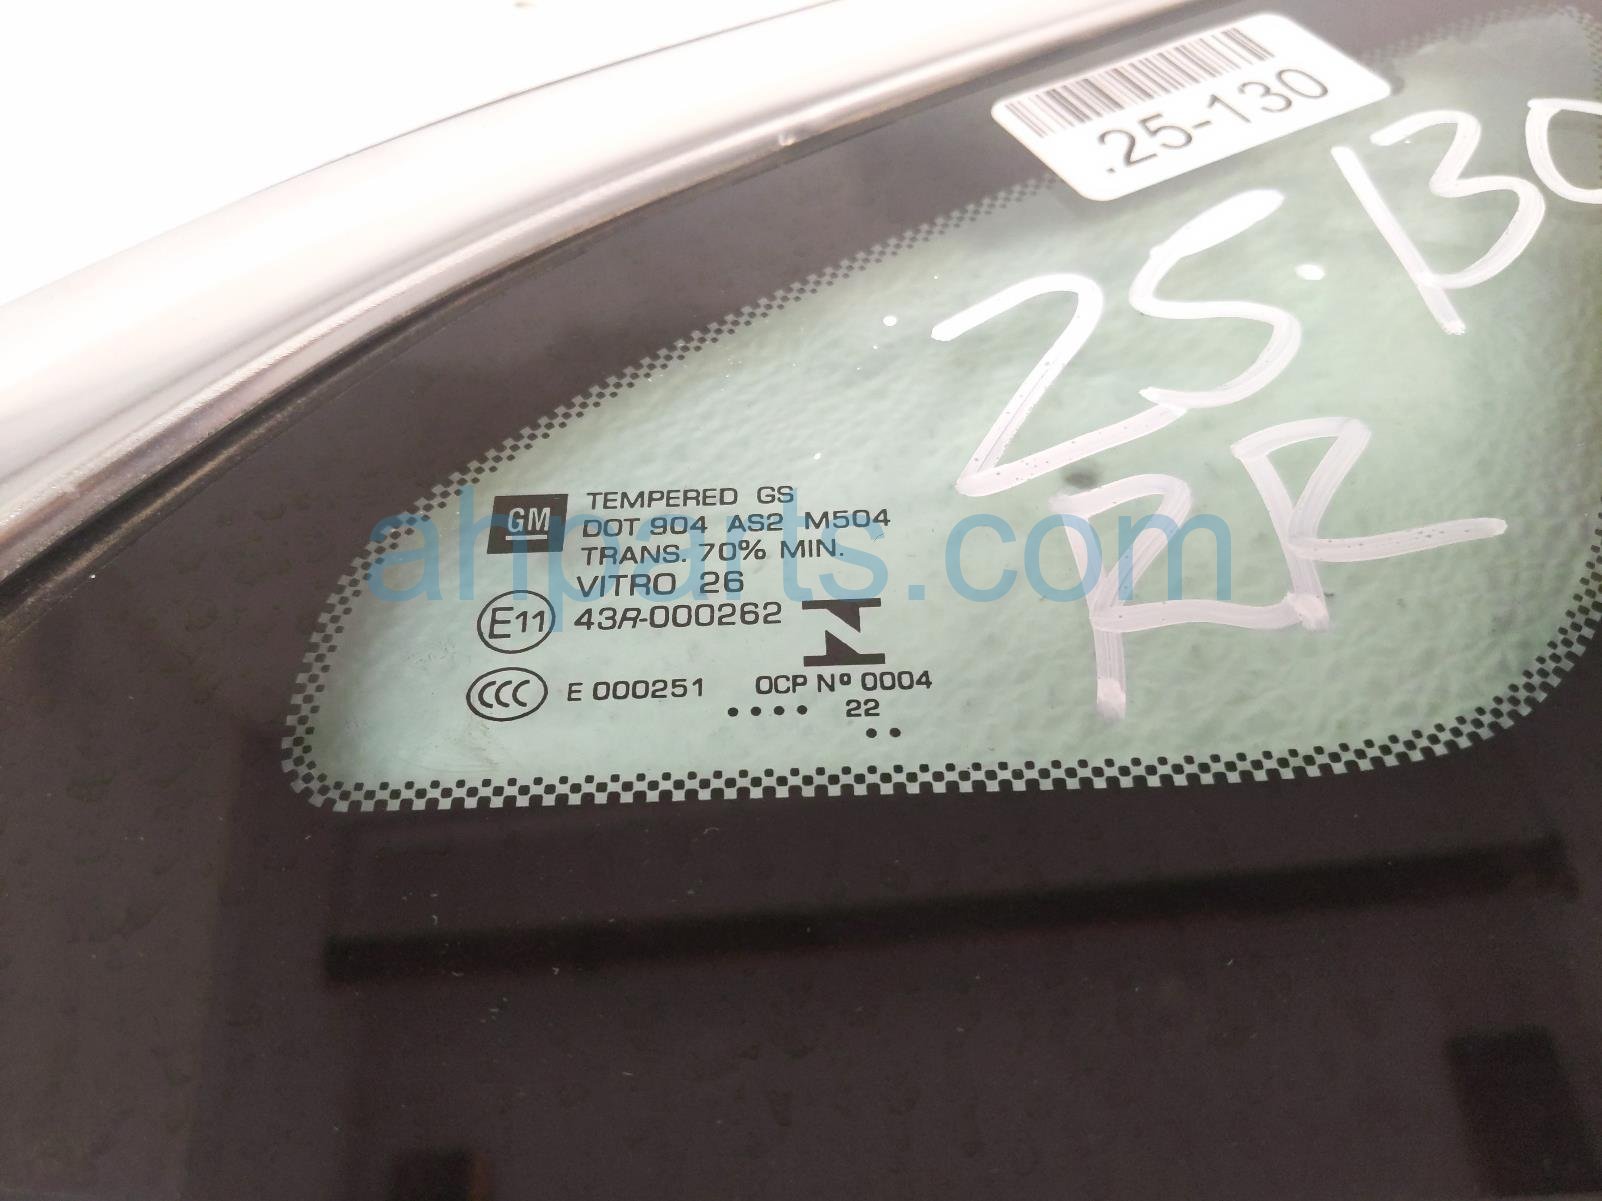 .25-130
25.130
RR
GM
TEMPERED GS
DOT 904 AS2 M504
TRANS. 70% MIN.
VITRO 26
E11 43R-000262
CCC E 000251 OCP Nº 0004
.... 22
..
ahparts.com